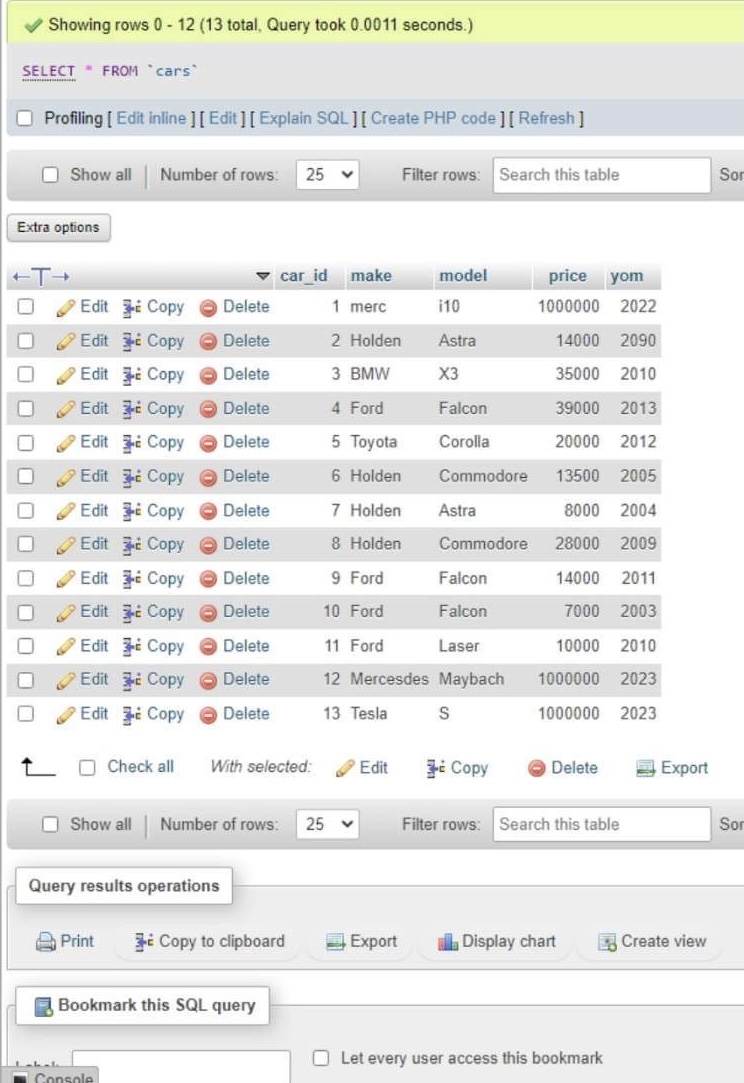 Showing rows 0 - 12 (13 total, Query took 0.0011 seconds.)
SELECT * FROM `cars`
Profiling [ Edit inline ] [ Edit ] [ Explain SQL ] [ Create PHP code ] [ Refresh ]
Show all | Number of rows: 25 Filter rows: Search this table Sor
Extra options
←T→ car_id make model price yom
Edit Copy Delete 1 merc i10 1000000 2022
Edit Copy Delete 2 Holden Astra 14000 2090
Edit Copy Delete 3 BMW X3 35000 2010
Edit Copy Delete 4 Ford Falcon 39000 2013
Edit Copy Delete 5 Toyota Corolla 20000 2012
Edit Copy Delete 6 Holden Commodore 13500 2005
Edit Copy Delete 7 Holden Astra 8000 2004
Edit Copy Delete 8 Holden Commodore 28000 2009
Edit Copy Delete 9 Ford Falcon 14000 2011
Edit Copy Delete 10 Ford Falcon 7000 2003
Edit Copy Delete 11 Ford Laser 10000 2010
Edit Copy Delete 12 Mercesdes Maybach 1000000 2023
Edit Copy Delete 13 Tesla S 1000000 2023
Check all With selected: Edit Copy Delete Export
Show all | Number of rows: 25 Filter rows: Search this table Sor
Query results operations
Print Copy to clipboard Export Display chart Create view
Bookmark this SQL query
Let every user access this bookmark
Console